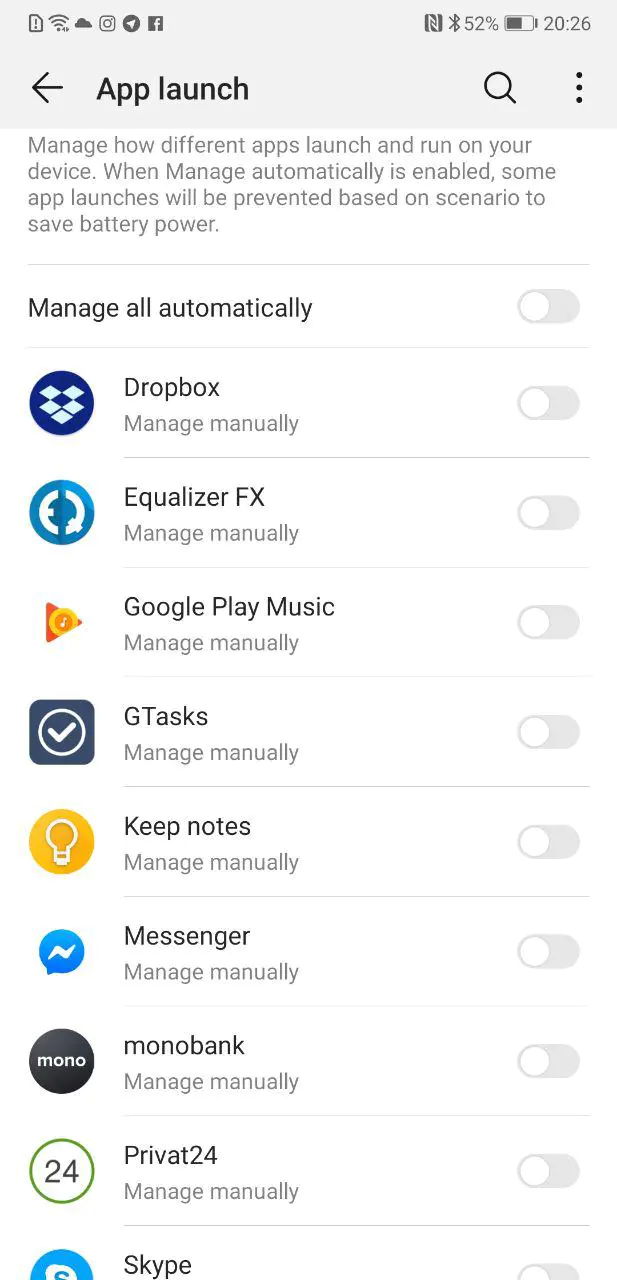 52% 20:26
App launch
Manage how different apps launch and run on your
device. When Manage automatically is enabled, some
app launches will be prevented based on scenario to
save battery power.
Manage all automatically
Dropbox
Manage manually
Equalizer FX
Manage manually
Google Play Music
Manage manually
GTasks
Manage manually
Keep notes
Manage manually
Messenger
Manage manually
mono
monobank
Manage manually
24
Privat24
Manage manually
Skype